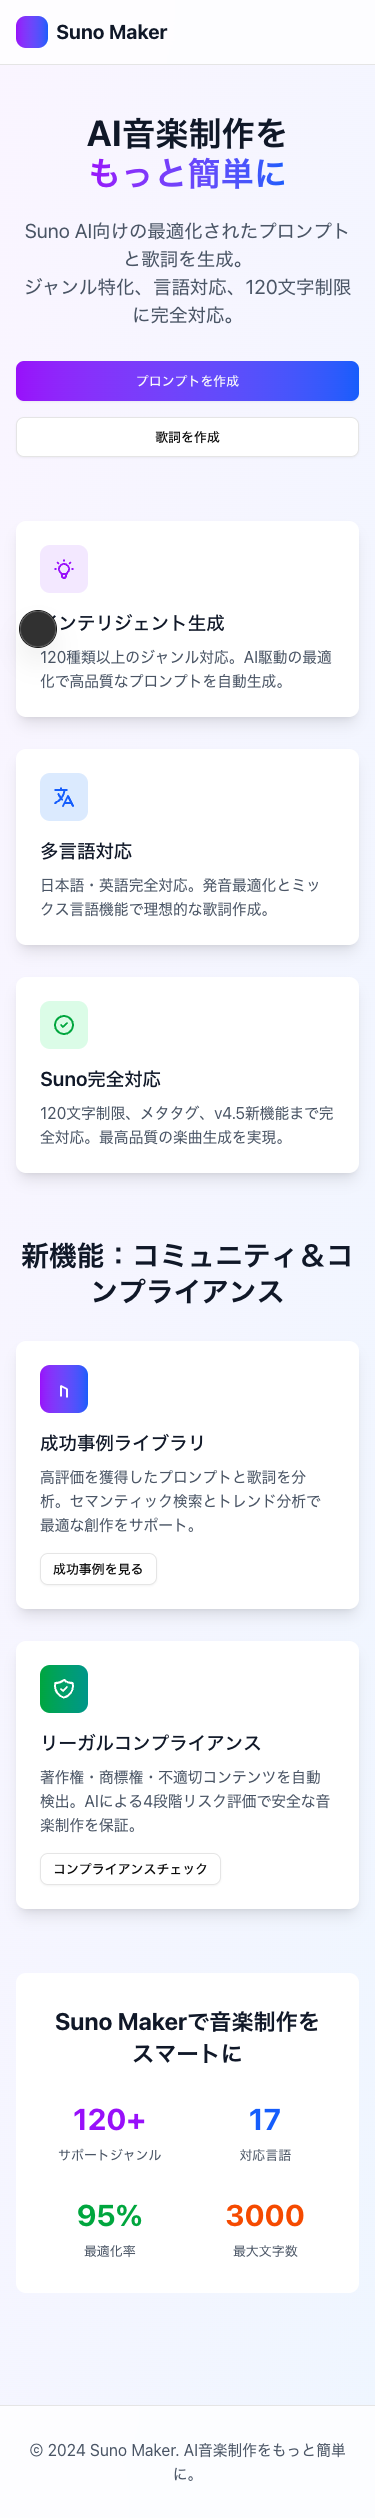 Suno Maker
AI音楽制作を
もっと簡単に
Suno AI向けの最適化されたプロンプト
と歌詞を生成。
ジャンル特化、言語対応、120文字制限
に完全対応。
プロンプトを作成
歌詞を作成
ンテリジェント生成
120種類以上のジャンル対応。AI駆動の最適
化で高品質なプロンプトを自動生成。
多言語対応
日本語・英語完全対応。発音最適化とミッ
クス言語機能で理想的な歌詞作成。
Suno完全対応
120文字制限、メタタグ、v4.5新機能まで完
全対応。最高品質の楽曲生成を実現。
新機能：コミュニティ＆コ
ンプライアンス
成功事例ライブラリ
高評価を獲得したプロンプトと歌詞を分
析。セマンティック検索とトレンド分析で
最適な創作をサポート。
成功事例を見る
リーガルコンプライアンス
著作権・商標権・不適切コンテンツを自動
検出。AIによる4段階リスク評価で安全な音
楽制作を保証。
コンプライアンスチェック
Suno Makerで音楽制作を
スマートに
120+ 17
サポートジャンル 対応言語
95% 3000
最適化率 最大文字数
© 2024 Suno Maker. AI音楽制作をもっと簡単
に。